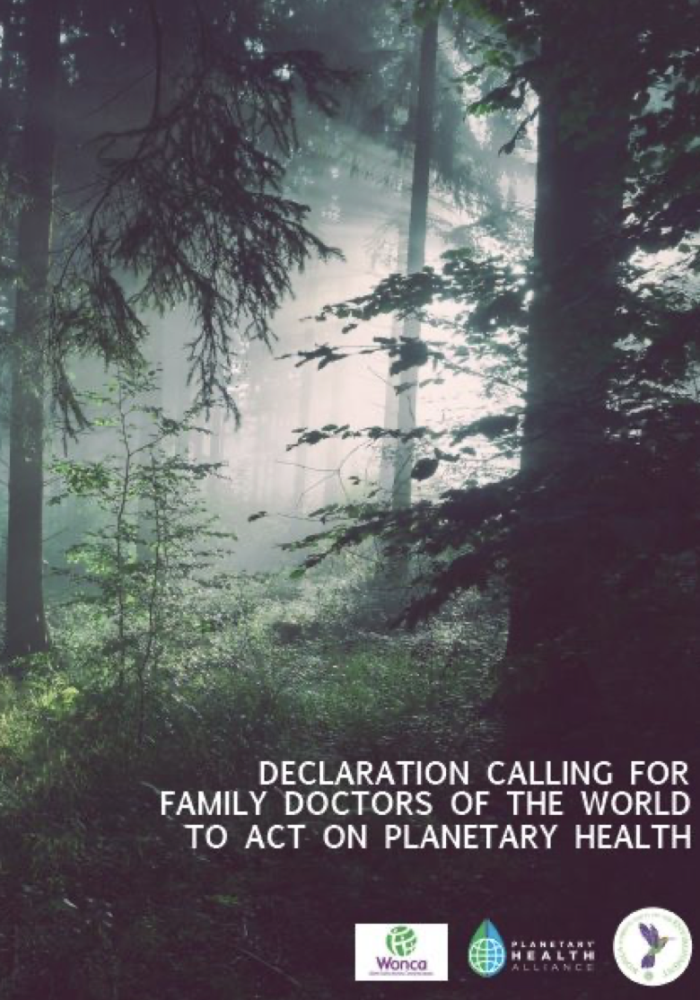 DECLARATION CALLING FOR
FAMILY DOCTORS OF THE WORLD
TO ACT ON PLANETARY HEALTH
Wonca
PLANETARY
HEALTH
ALLIANCE